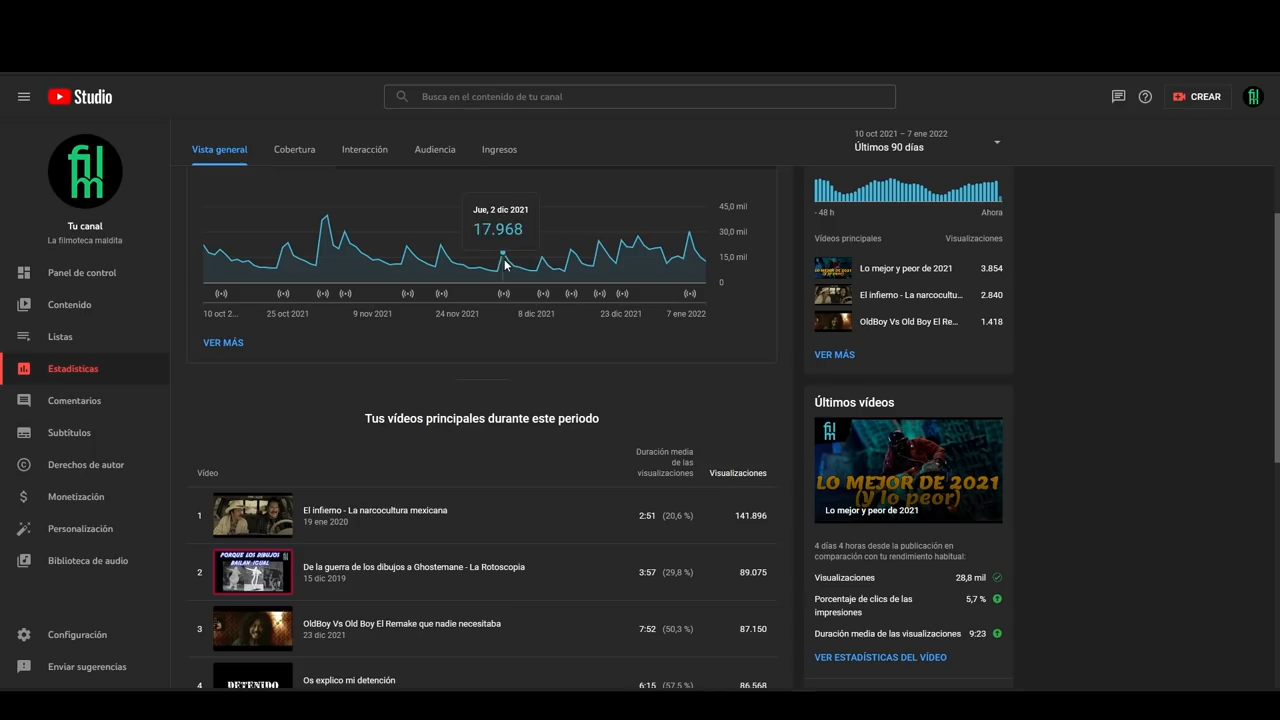 Studio
Busca en el contenido de tu canal
CREAR
film
film
Tu canal
La filmoteca maldita
Panel de control
Contenido
Listas
Estadísticas
Comentarios
Subtítulos
Derechos de autor
Monetización
Personalización
Biblioteca de audio
Configuración
Enviar sugerencias
Vista general
Cobertura
Interacción
Audiencia
Ingresos
10 oct 2021 – 7 ene 2022
Últimos 90 días
Jue, 2 dic 2021
17.968
45,0 mil
30,0 mil
15,0 mil
0
10 oct 2...
25 oct 2021
9 nov 2021
24 nov 2021
8 dic 2021
23 dic 2021
7 ene 2022
VER MÁS
Tus vídeos principales durante este periodo
Vídeo
Duración media
de las
visualizaciones
Visualizaciones
1
El infierno - La narcocultura mexicana
19 ene 2020
2:51 (20,6 %)
141.896
2
PORQUE LOS DIBUJOS
BAILAN IGUAL
De la guerra de los dibujos a Ghostemane - La Rotoscopia
15 dic 2019
3:57 (29,8 %)
89.075
3
OldBoy Vs Old Boy El Remake que nadie necesitaba
23 dic 2021
7:52 (50,3 %)
87.150
4
DETENIDO
Os explico mi detención
6:15 (57,5 %)
86.568
- 48 h
Ahora
Vídeos principales
Visualizaciones
Lo mejor y peor de 2021
3.854
El infierno - La narcocultu...
2.840
OldBoy Vs Old Boy El Re...
1.418
VER MÁS
Últimos vídeos
film
LO MEJOR DE 2021
(Y lo peor)
Lo mejor y peor de 2021
4 días 4 horas desde la publicación en
comparación con tu rendimiento habitual:
Visualizaciones
28,8 mil
Porcentaje de clics de las
impresiones
5,7 %
Duración media de las visualizaciones
9:23
VER ESTADÍSTICAS DEL VÍDEO